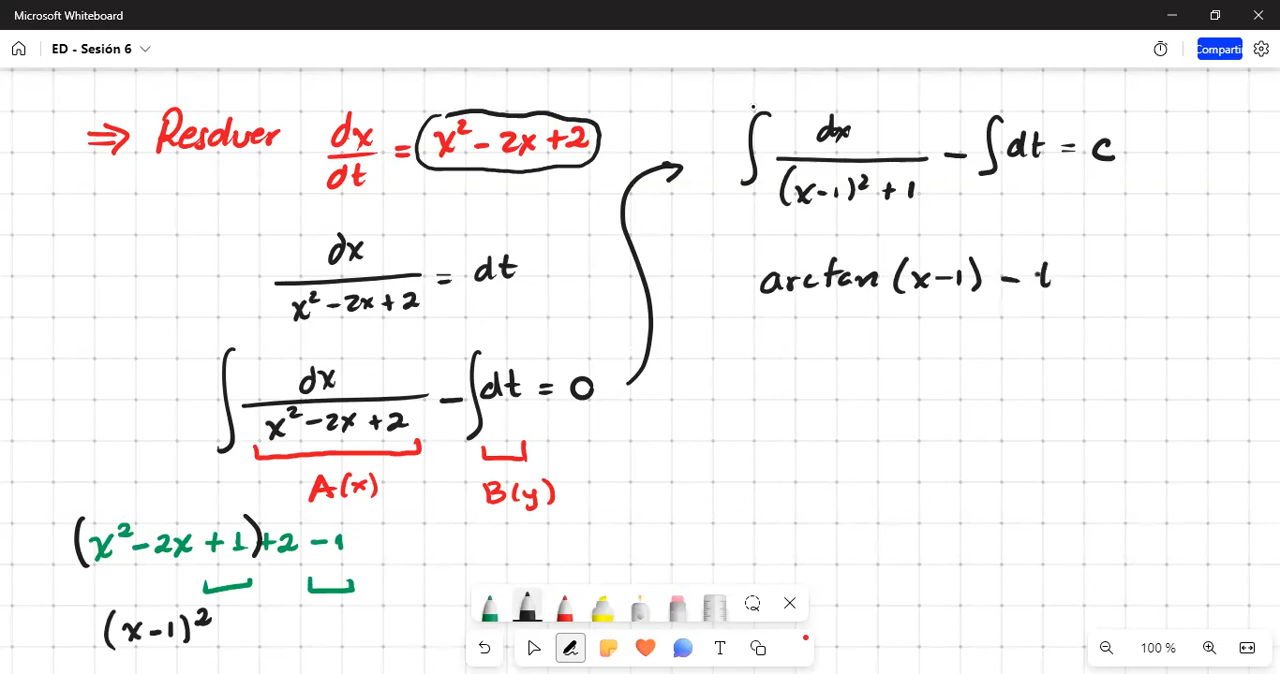 Microsoft Whiteboard
ED - Sesión 6
Comparti
⇒ Resolver dx/dt = x² - 2x + 2
dx/(x² - 2x + 2) = dt
∫ dx/(x² - 2x + 2) - ∫ dt = 0
A(x) B(y)
(x² - 2x + 1) + 2 - 1
(x-1)²
∫ dx/((x-1)² + 1) - ∫ dt = c
arctan (x-1) - t
T
100 %